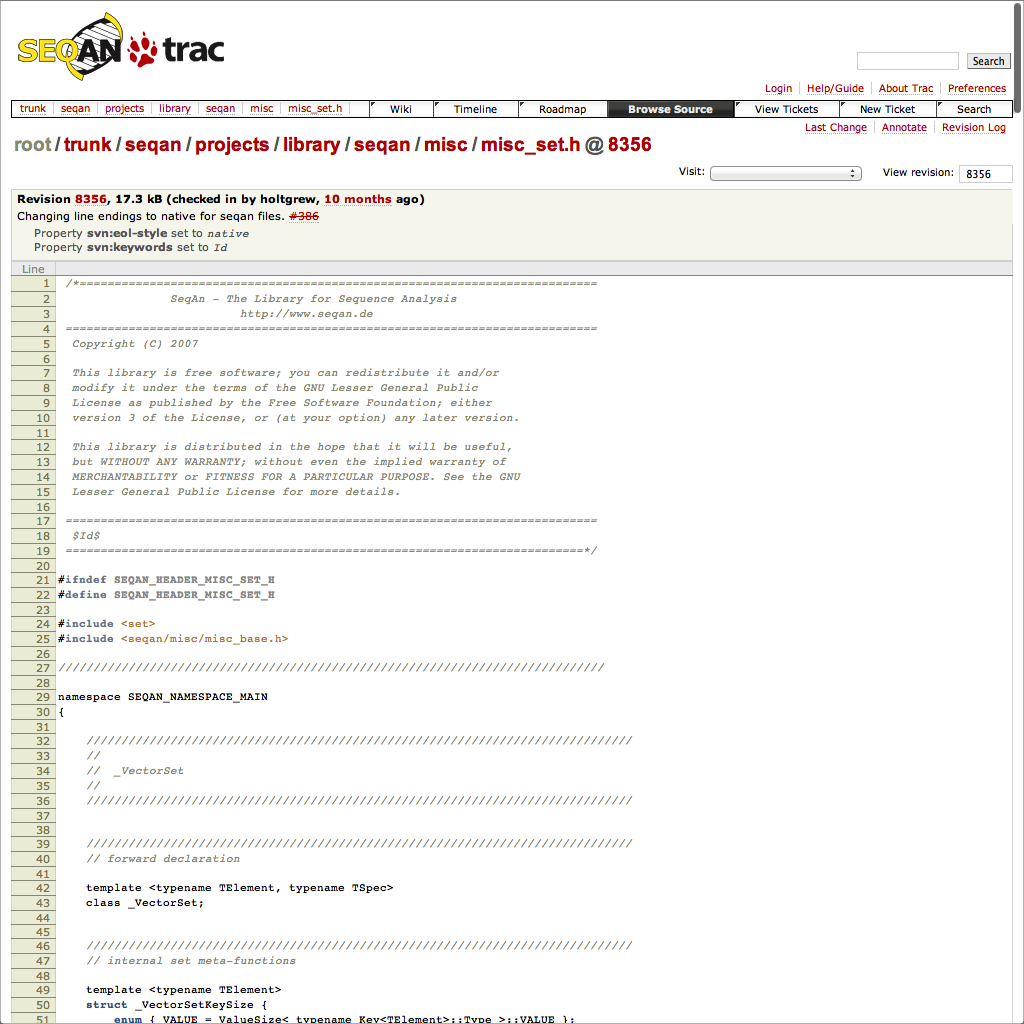 SEQAN trac
Search
Login Help/Guide About Trac Preferences
trunk seqan projects library seqan misc misc_set.h Wiki Timeline Roadmap Browse Source View Tickets New Ticket Search
Last Change Annotate Revision Log
root/trunk/seqan/projects/library/seqan/misc/misc_set.h @ 8356
Visit: View revision: 8356
Revision 8356, 17.3 kB (checked in by holtgrew, 10 months ago)
Changing line endings to native for seqan files. #386
Property svn:eol-style set to native
Property svn:keywords set to Id
Line
1 /*==========================================================================
2 SeqAn - The Library for Sequence Analysis
3 http://www.seqan.de
4 ============================================================================
5 Copyright (C) 2007
6
7 This library is free software; you can redistribute it and/or
8 modify it under the terms of the GNU Lesser General Public
9 License as published by the Free Software Foundation; either
10 version 3 of the License, or (at your option) any later version.
11
12 This library is distributed in the hope that it will be useful,
13 but WITHOUT ANY WARRANTY; without even the implied warranty of
14 MERCHANTABILITY or FITNESS FOR A PARTICULAR PURPOSE. See the GNU
15 Lesser General Public License for more details.
16
17 ============================================================================
18 $Id$
19 ==========================================================================*/
20
21 #ifndef SEQAN_HEADER_MISC_SET_H
22 #define SEQAN_HEADER_MISC_SET_H
23
24 #include <set>
25 #include <seqan/misc/misc_base.h>
26
27 //////////////////////////////////////////////////////////////////////////////
28
29 namespace SEQAN_NAMESPACE_MAIN
30 {
31
32 //////////////////////////////////////////////////////////////////////////////
33 //
34 // _VectorSet
35 //
36 //////////////////////////////////////////////////////////////////////////////
37
38
39 //////////////////////////////////////////////////////////////////////////////
40 // forward declaration
41
42 template <typename TElement, typename TSpec>
43 class _VectorSet;
44
45
46 //////////////////////////////////////////////////////////////////////////////
47 // internal set meta-functions
48
49 template <typename TElement>
50 struct _VectorSetKeySize {
51 enum { VALUE = ValueSize< typename Key<TElement>::Type >::VALUE };